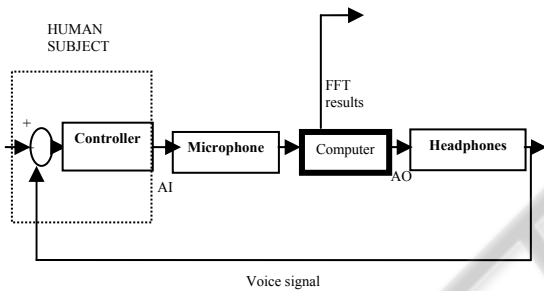 HUMAN
SUBJECT
+
Controller
AI
Microphone
FFT
results
Computer
AO
Headphones
Voice signal